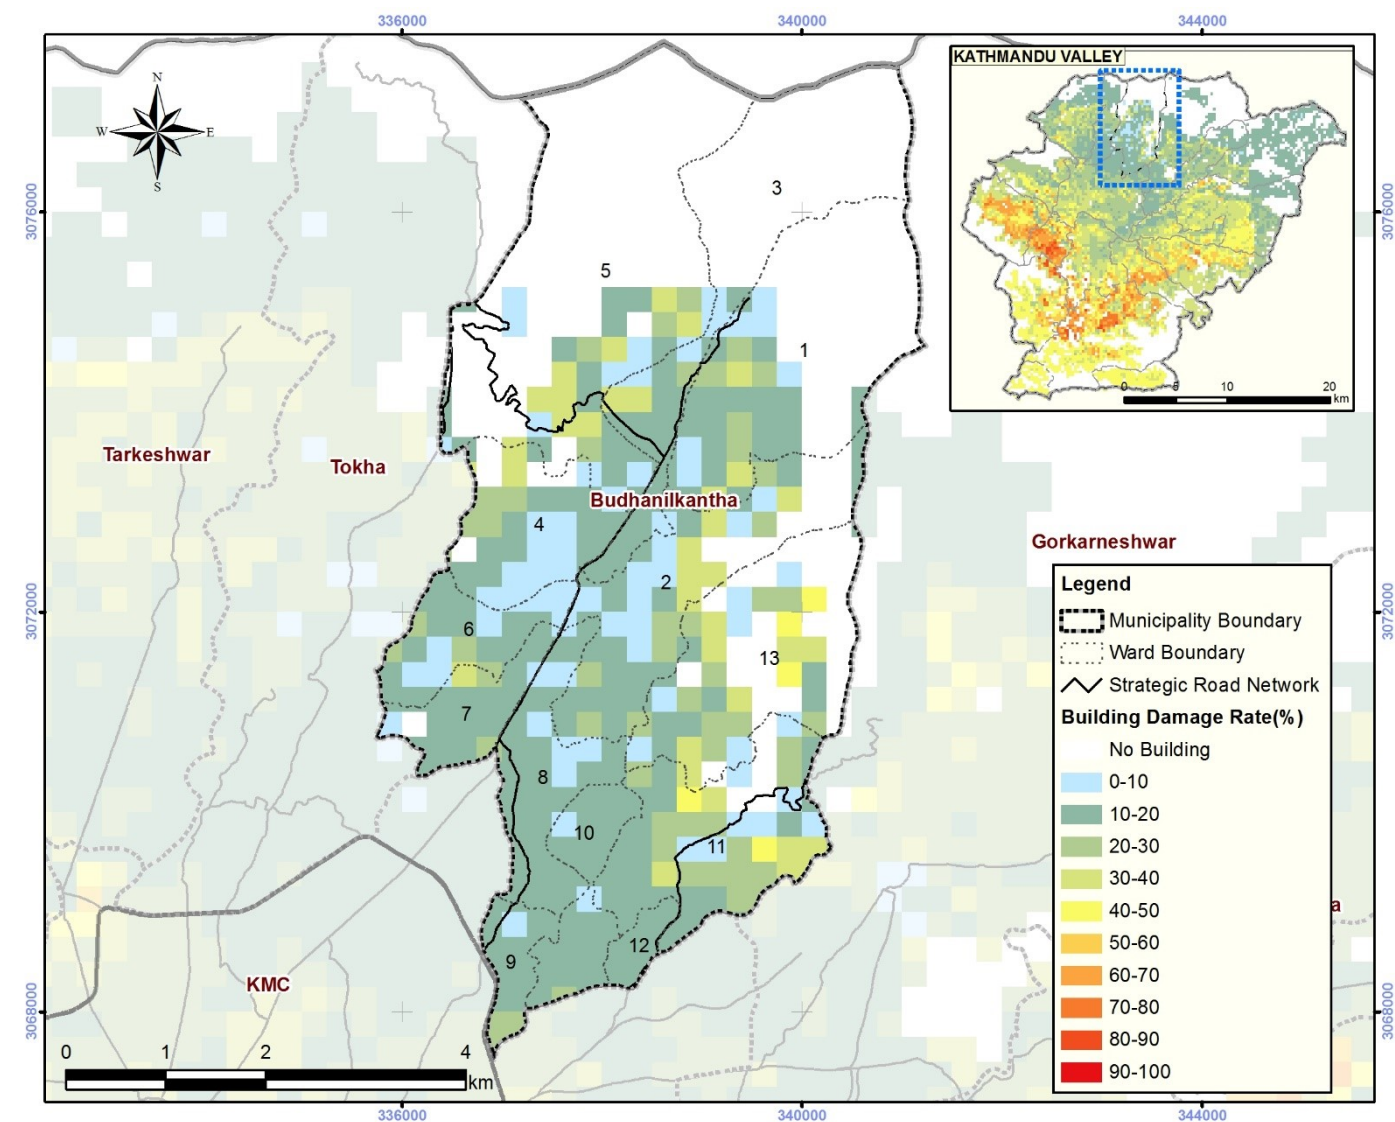 336000
340000
344000
KATHMANDU VALLEY
N
W
E
S
0
5
10
20
km
3076000
3076000
3
5
1
Tarkeshwar
Tokha
Budhanilkantha
4
Gorkarneshwar
2
3072000
3072000
6
13
7
8
10
11
12
9
a
KMC
3068000
3068000
Legend
Municipality Boundary
Ward Boundary
Strategic Road Network
Building Damage Rate(%)
No Building
0-10
10-20
20-30
30-40
40-50
50-60
60-70
70-80
80-90
90-100
0
1
2
4
km
336000
340000
344000